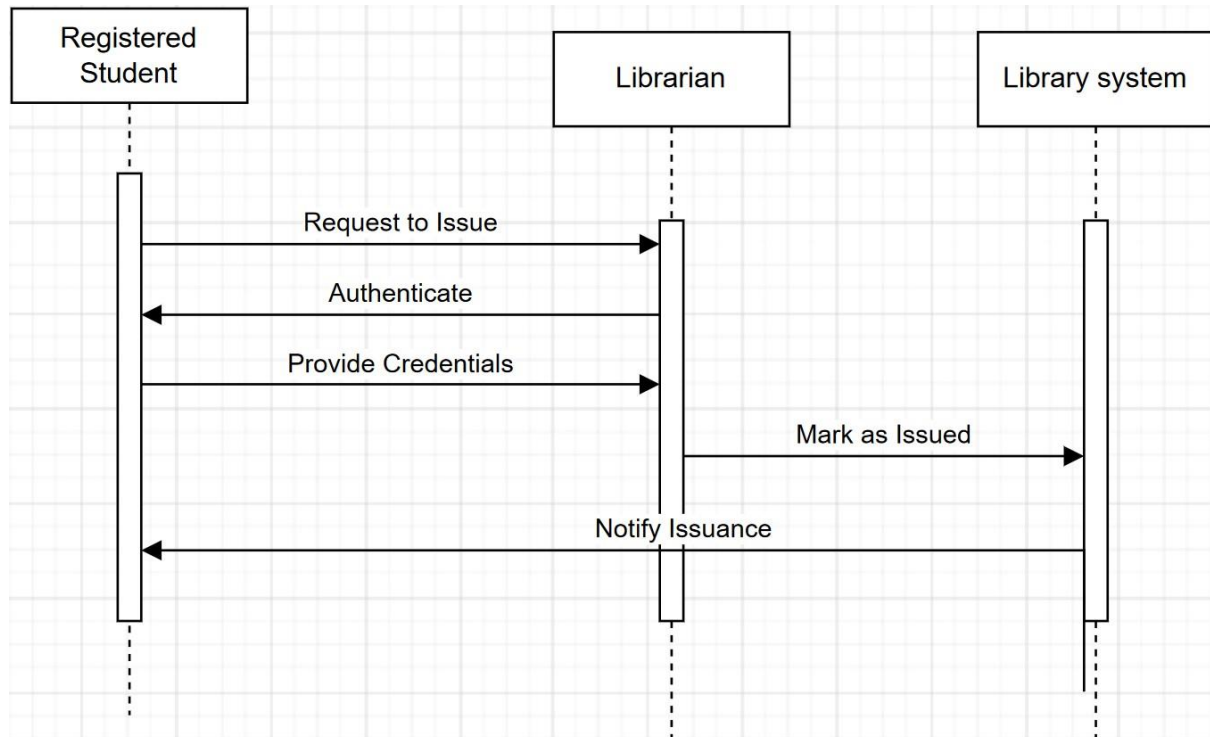 Registered
Student
Librarian
Library system
Request to Issue
Authenticate
Provide Credentials
Mark as Issued
Notify Issuance